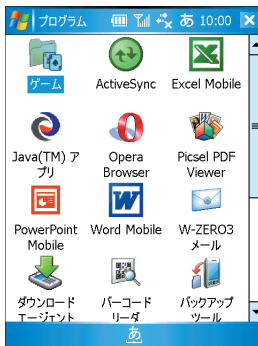 プログラム あ 10:00
ゲーム ActiveSync Excel Mobile
Java(TM) ア Opera Picsel PDF
プリ Browser Viewer
PowerPoint Word Mobile W-ZERO3
Mobile メール
ダウンロード バーコード バックアップ
エージェント リーダ ツール
あ